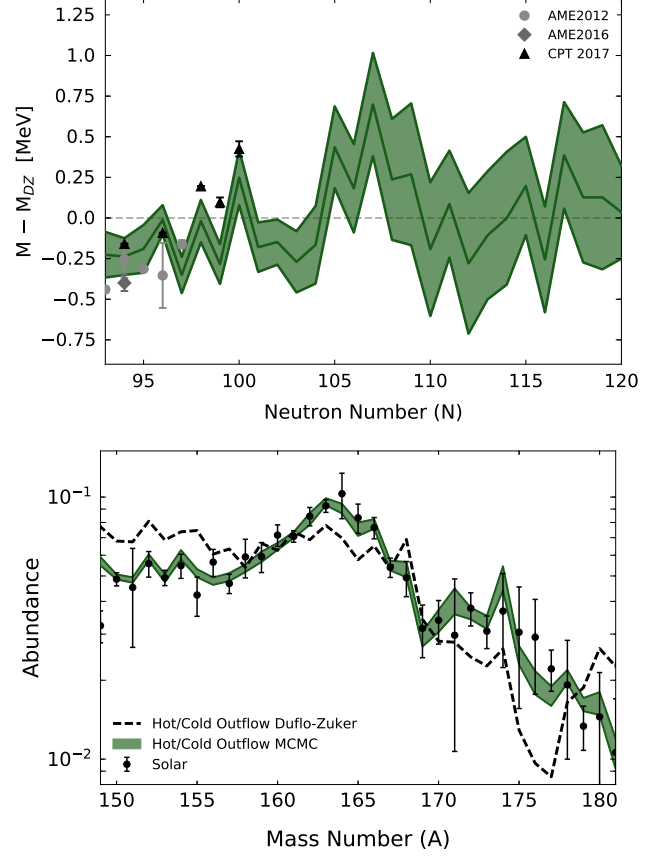 1.25
1.0
0.75
0.5
0.25
0.0
−0.25
−0.5
−0.75
M − M_DZ [MeV]
AME2012
AME2016
CPT 2017
95 100 105 110 115 120
Neutron Number (N)
10⁻¹
10⁻²
Abundance
Hot/Cold Outflow Duflo-Zuker
Hot/Cold Outflow MCMC
Solar
150 155 160 165 170 175 180
Mass Number (A)